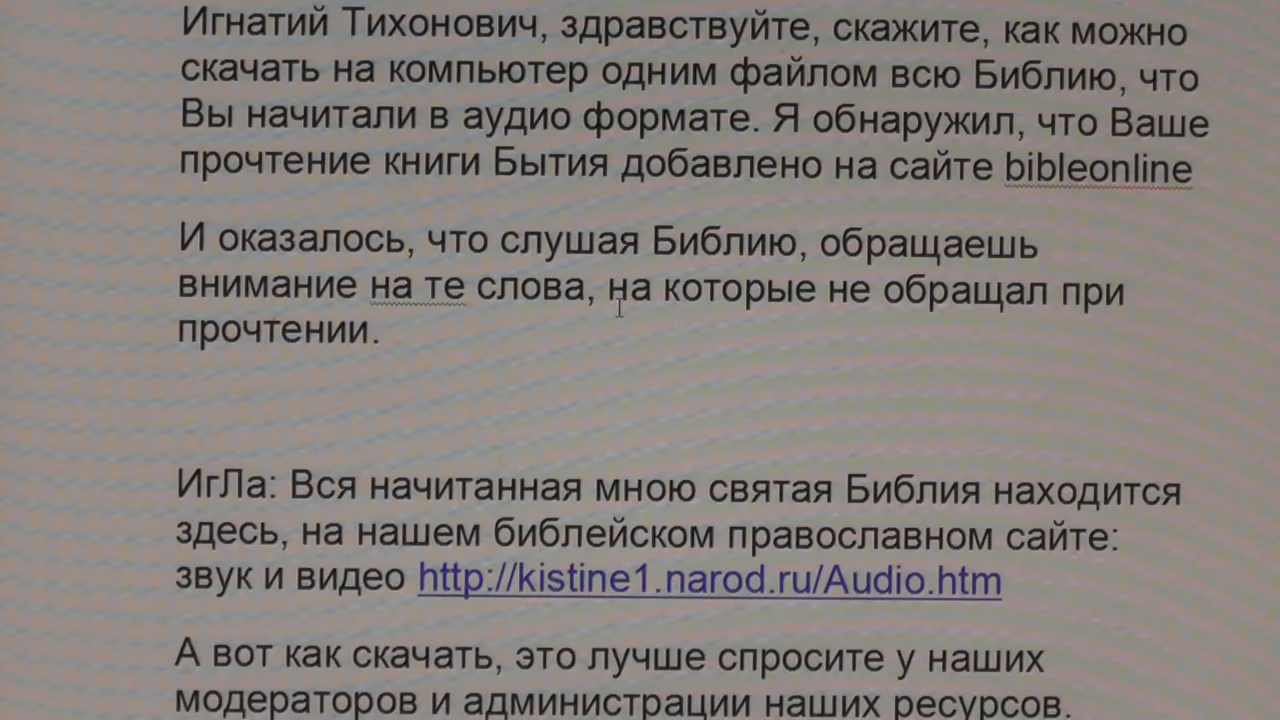 Игнатий Тихонович, здравствуйте, скажите, как можно
скачать на компьютер одним файлом всю Библию, что
Вы начитали в аудио формате. Я обнаружил, что Ваше
прочтение книги Бытия добавлено на сайте bibleonline
И оказалось, что слушая Библию, обращаешь
внимание на те слова, на которые не обращал при
прочтении.
ИгЛа: Вся начитанная мною святая Библия находится
здесь, на нашем библейском православном сайте:
звук и видео http://kistine1.narod.ru/Audio.htm
А вот как скачать, это лучше спросите у наших
модераторов и администрации наших ресурсов.